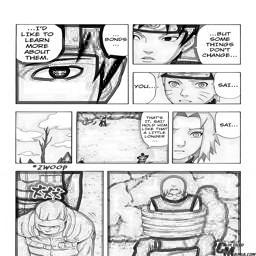 ...I'D LIKE
TO LEARN
MORE
ABOUT
THEM.
BONDS
...
...BUT
SOME
THINGS
DON'T
CHANGE...
YOU...
SAI...
THAT'S
IT, SAI!
HOLD HIM
LIKE THAT
A LITTLE
LONGER
SAI...
*ZWOOP